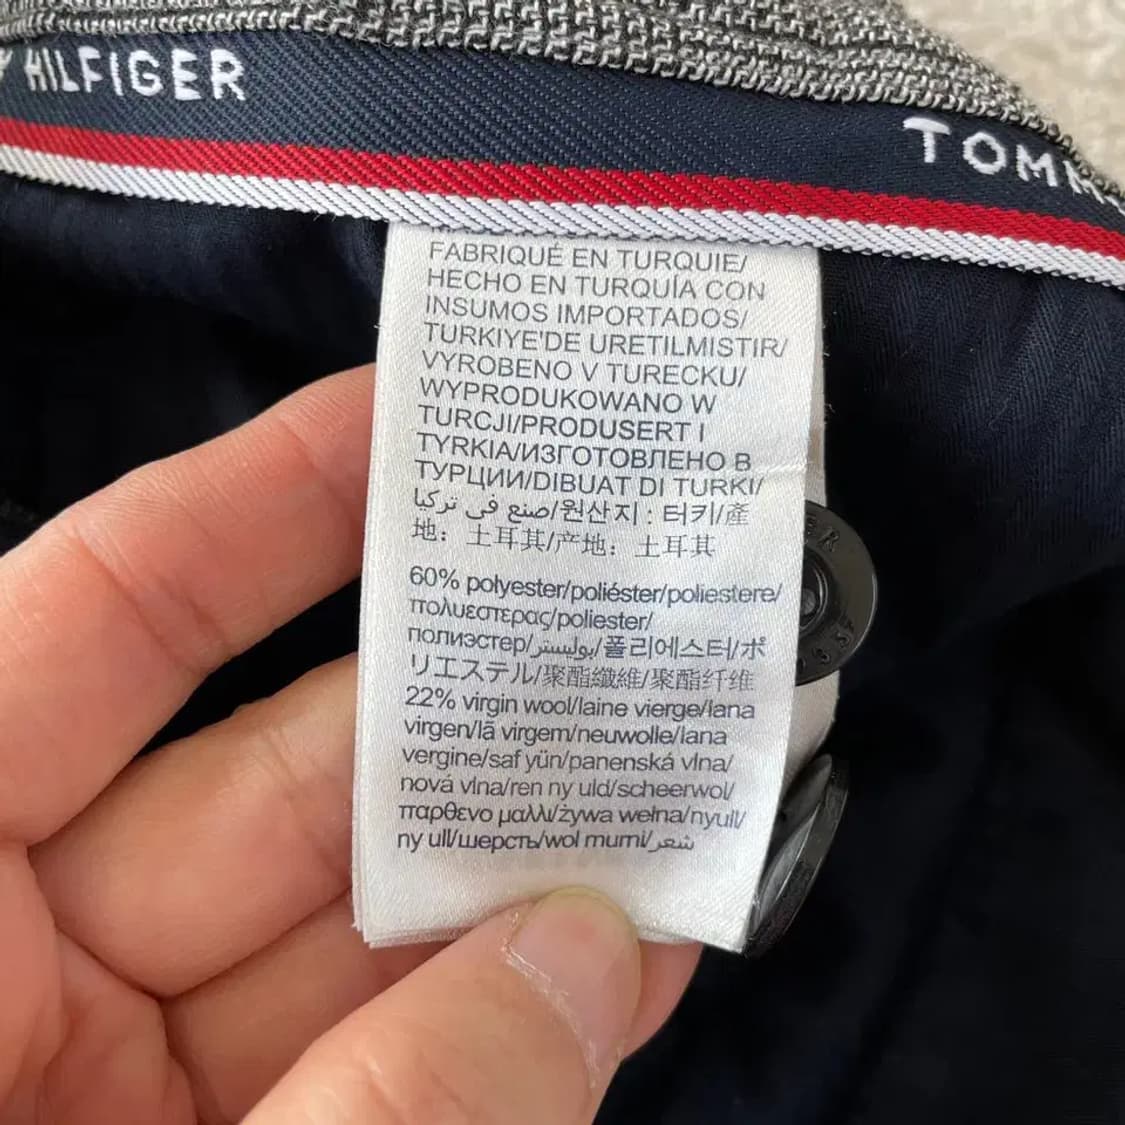 HILFIGER
TOMM
FABRIQUÉ EN TURQUIE/
HECHO EN TURQUÍA CON
INSUMOS IMPORTADOS/
TURKIYE'DE URETILMISTIR/
VYROBENO V TURECKU/
WYPRODUKOWANO W
TURCJI/PRODUSERT I
TYRKIA/ИЗГОТОВЛЕНО В
ТУРЦИИ/DIBUAT DI TURKI/
صنع في تركيا/원산지 : 터키/產
地：土耳其/产地：土耳其
60% polyester/poliéster/poliestere/
πολυεστερας/poliester/
полиэстер/بوليستر/폴리에스터/ポ
リエステル/聚酯纖維/聚酯纤维
22% virgin wool/laine vierge/lana
virgen/lã virgem/neuwolle/lana
vergine/saf yün/panenská vlna/
nová vlna/ren ny uld/scheerwol/
παρθενο μαλλι/żywa wełna/nyull/
ny ull/шерсть/wol murni/شعر